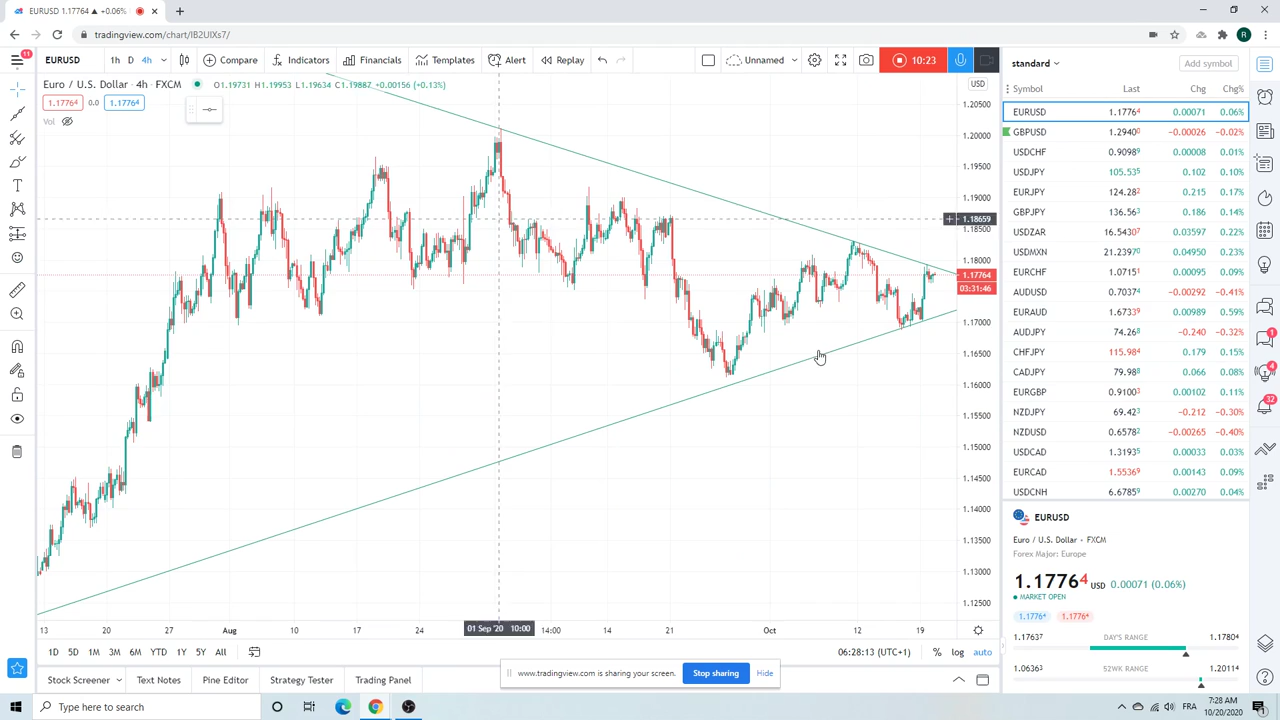 EURUSD 1.17764 ▲ +0.06%
tradingview.com/chart/IB2UIXs7/
R
11
EURUSD
1h D 4h
Compare
Indicators
Financials
Templates
Alert
Replay
Unnamed
10:23
Euro / U.S. Dollar • 4h • FXCM
O1.19731 H1.19953 L1.19634 C1.19887 +0.00156 (+0.13%)
1.17764 0.0 1.17764
Vol
USD
1.20500
1.20000
1.19500
1.19000
1.18659
1.18500
1.18000
1.17764
03:31:46
1.17000
1.16500
1.16000
1.15500
1.15000
1.14500
1.14000
1.13500
1.13000
1.12500
13 20 27 Aug 10 17 24 01 Sep '20 10:00 14:00 14 21 Oct 12 19
1D 5D 1M 3M 6M YTD 1Y 5Y All
06:28:13 (UTC+1) % log auto
Stock Screener
Text Notes
Pine Editor
Strategy Tester
Trading Panel
www.tradingview.com is sharing your screen.
Stop sharing
Hide
standard
Add symbol
Symbol Last Chg Chg%
EURUSD 1.17764 0.00071 0.06%
GBPUSD 1.29400 −0.00026 −0.02%
USDCHF 0.90989 0.00008 0.01%
USDJPY 105.535 0.102 0.10%
EURJPY 124.282 0.215 0.17%
GBPJPY 136.563 0.186 0.14%
USDZAR 16.54307 0.03597 0.22%
USDMXN 21.23970 0.04950 0.23%
EURCHF 1.07151 0.00095 0.09%
AUDUSD 0.70374 −0.00292 −0.41%
EURAUD 1.67339 0.00989 0.59%
AUDJPY 74.268 −0.240 −0.32%
CHFJPY 115.984 0.179 0.15%
CADJPY 79.988 0.066 0.08%
EURGBP 0.91003 0.00102 0.11%
NZDJPY 69.423 −0.212 −0.30%
NZDUSD 0.65782 −0.00265 −0.40%
USDCAD 1.31935 0.00033 0.03%
EURCAD 1.55369 0.00143 0.09%
USDCNH 6.67859 0.00270 0.04%
EURUSD
Euro / U.S. Dollar • FXCM
Forex Major: Europe
1.17764 USD 0.00071 (0.06%)
MARKET OPEN
1.17764 1.17764
1.17637 DAY'S RANGE 1.17804
1.06363 52WK RANGE 1.20114
1
4
32
Type here to search
FRA
7:28 AM
10/20/2020
1